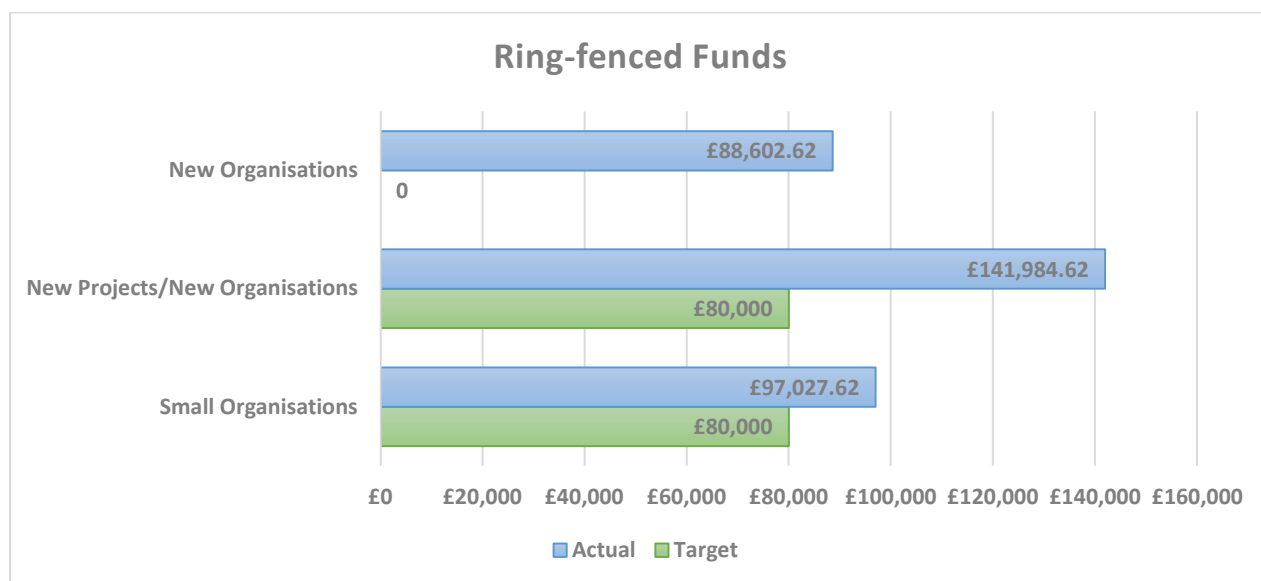 Ring-fenced Funds
New Organisations
£88,602.62
0
New Projects/New Organisations
£141,984.62
£80,000
Small Organisations
£97,027.62
£80,000
£0 £20,000 £40,000 £60,000 £80,000 £100,000 £120,000 £140,000 £160,000
Actual Target